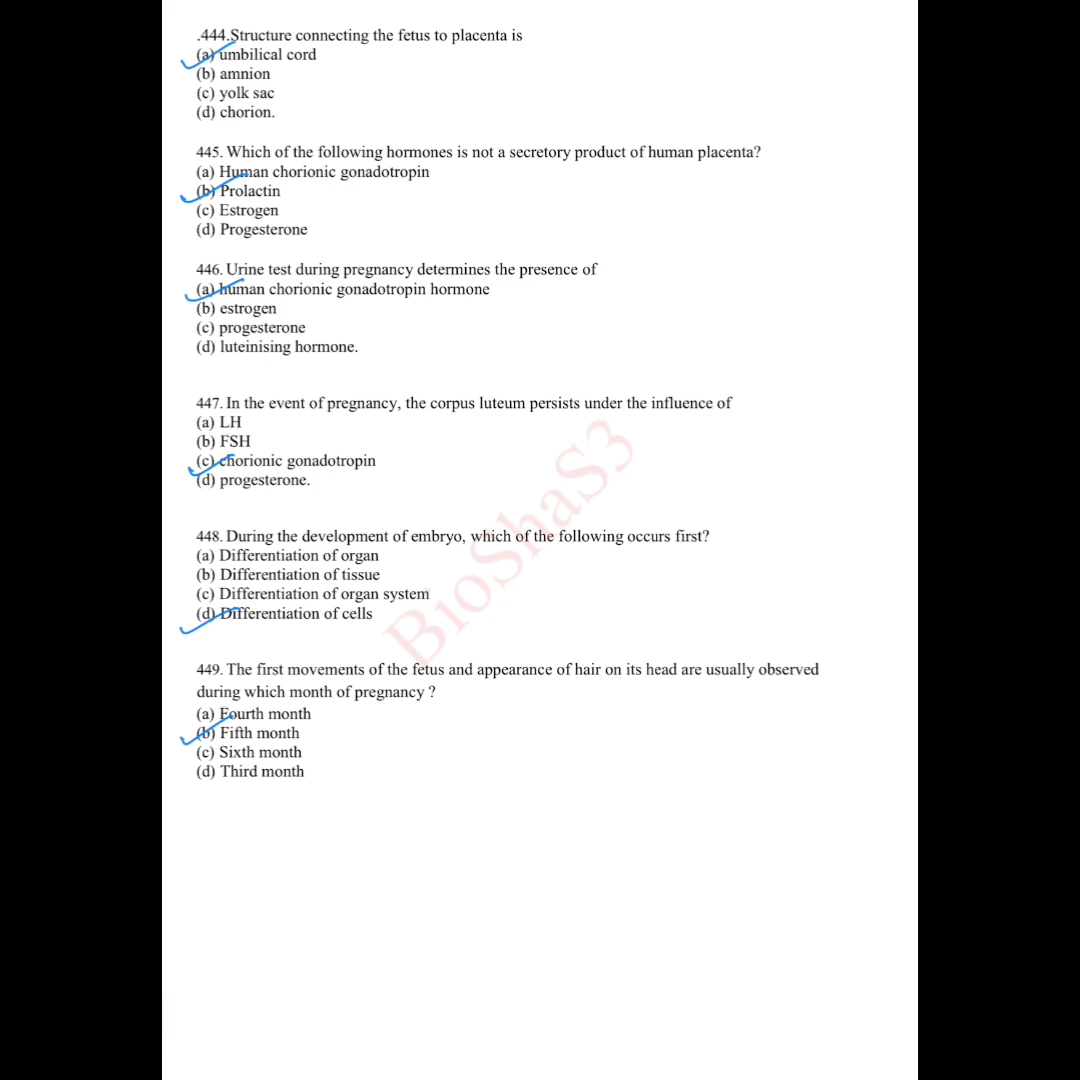 .444.Structure connecting the fetus to placenta is
(a) umbilical cord
(b) amnion
(c) yolk sac
(d) chorion.
445. Which of the following hormones is not a secretory product of human placenta?
(a) Human chorionic gonadotropin
(b) Prolactin
(c) Estrogen
(d) Progesterone
446. Urine test during pregnancy determines the presence of
(a) human chorionic gonadotropin hormone
(b) estrogen
(c) progesterone
(d) luteinising hormone.
447. In the event of pregnancy, the corpus luteum persists under the influence of
(a) LH
(b) FSH
(c) chorionic gonadotropin
(d) progesterone.
448. During the development of embryo, which of the following occurs first?
(a) Differentiation of organ
(b) Differentiation of tissue
(c) Differentiation of organ system
(d) Differentiation of cells
449. The first movements of the fetus and appearance of hair on its head are usually observed
during which month of pregnancy ?
(a) Fourth month
(b) Fifth month
(c) Sixth month
(d) Third month
BioShaS3